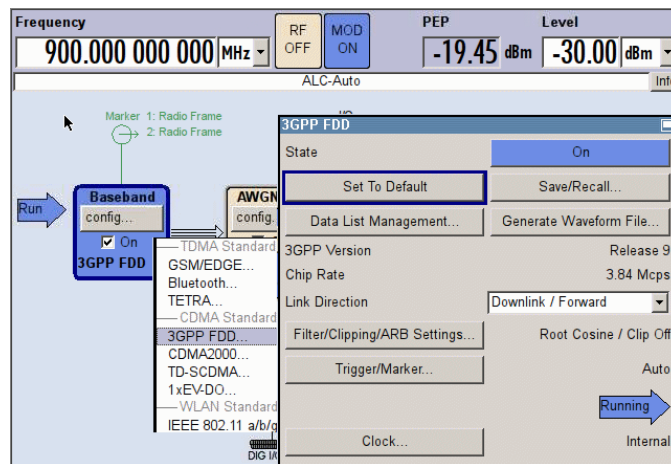 Frequency
RF OFF
MOD ON
PEP
Level
900.000 000 000 MHz
-19.45 dBm
-30.00 dBm
ALC-Auto
Marker 1: Radio Frame
2: Radio Frame
Run
Baseband
config...
On
3GPP FDD
AWGN
config.
TDMA Standard
GSM/EDGE...
Bluetooth...
TETRA...
CDMA Standard
3GPP FDD...
CDMA2000...
TD-SCDMA...
1xEV-DO...
WLAN Standard
IEEE 802.11 a/b/g
DIG I/
3GPP FDD
State On
Set To Default
Save/Recall...
Data List Management...
Generate Waveform File...
3GPP Version Release 9
Chip Rate 3.84 Mcps
Link Direction Downlink / Forward
Filter/Clipping/ARB Settings...
Root Cosine / Clip Off
Trigger/Marker...
Auto
Running
Clock...
Internal